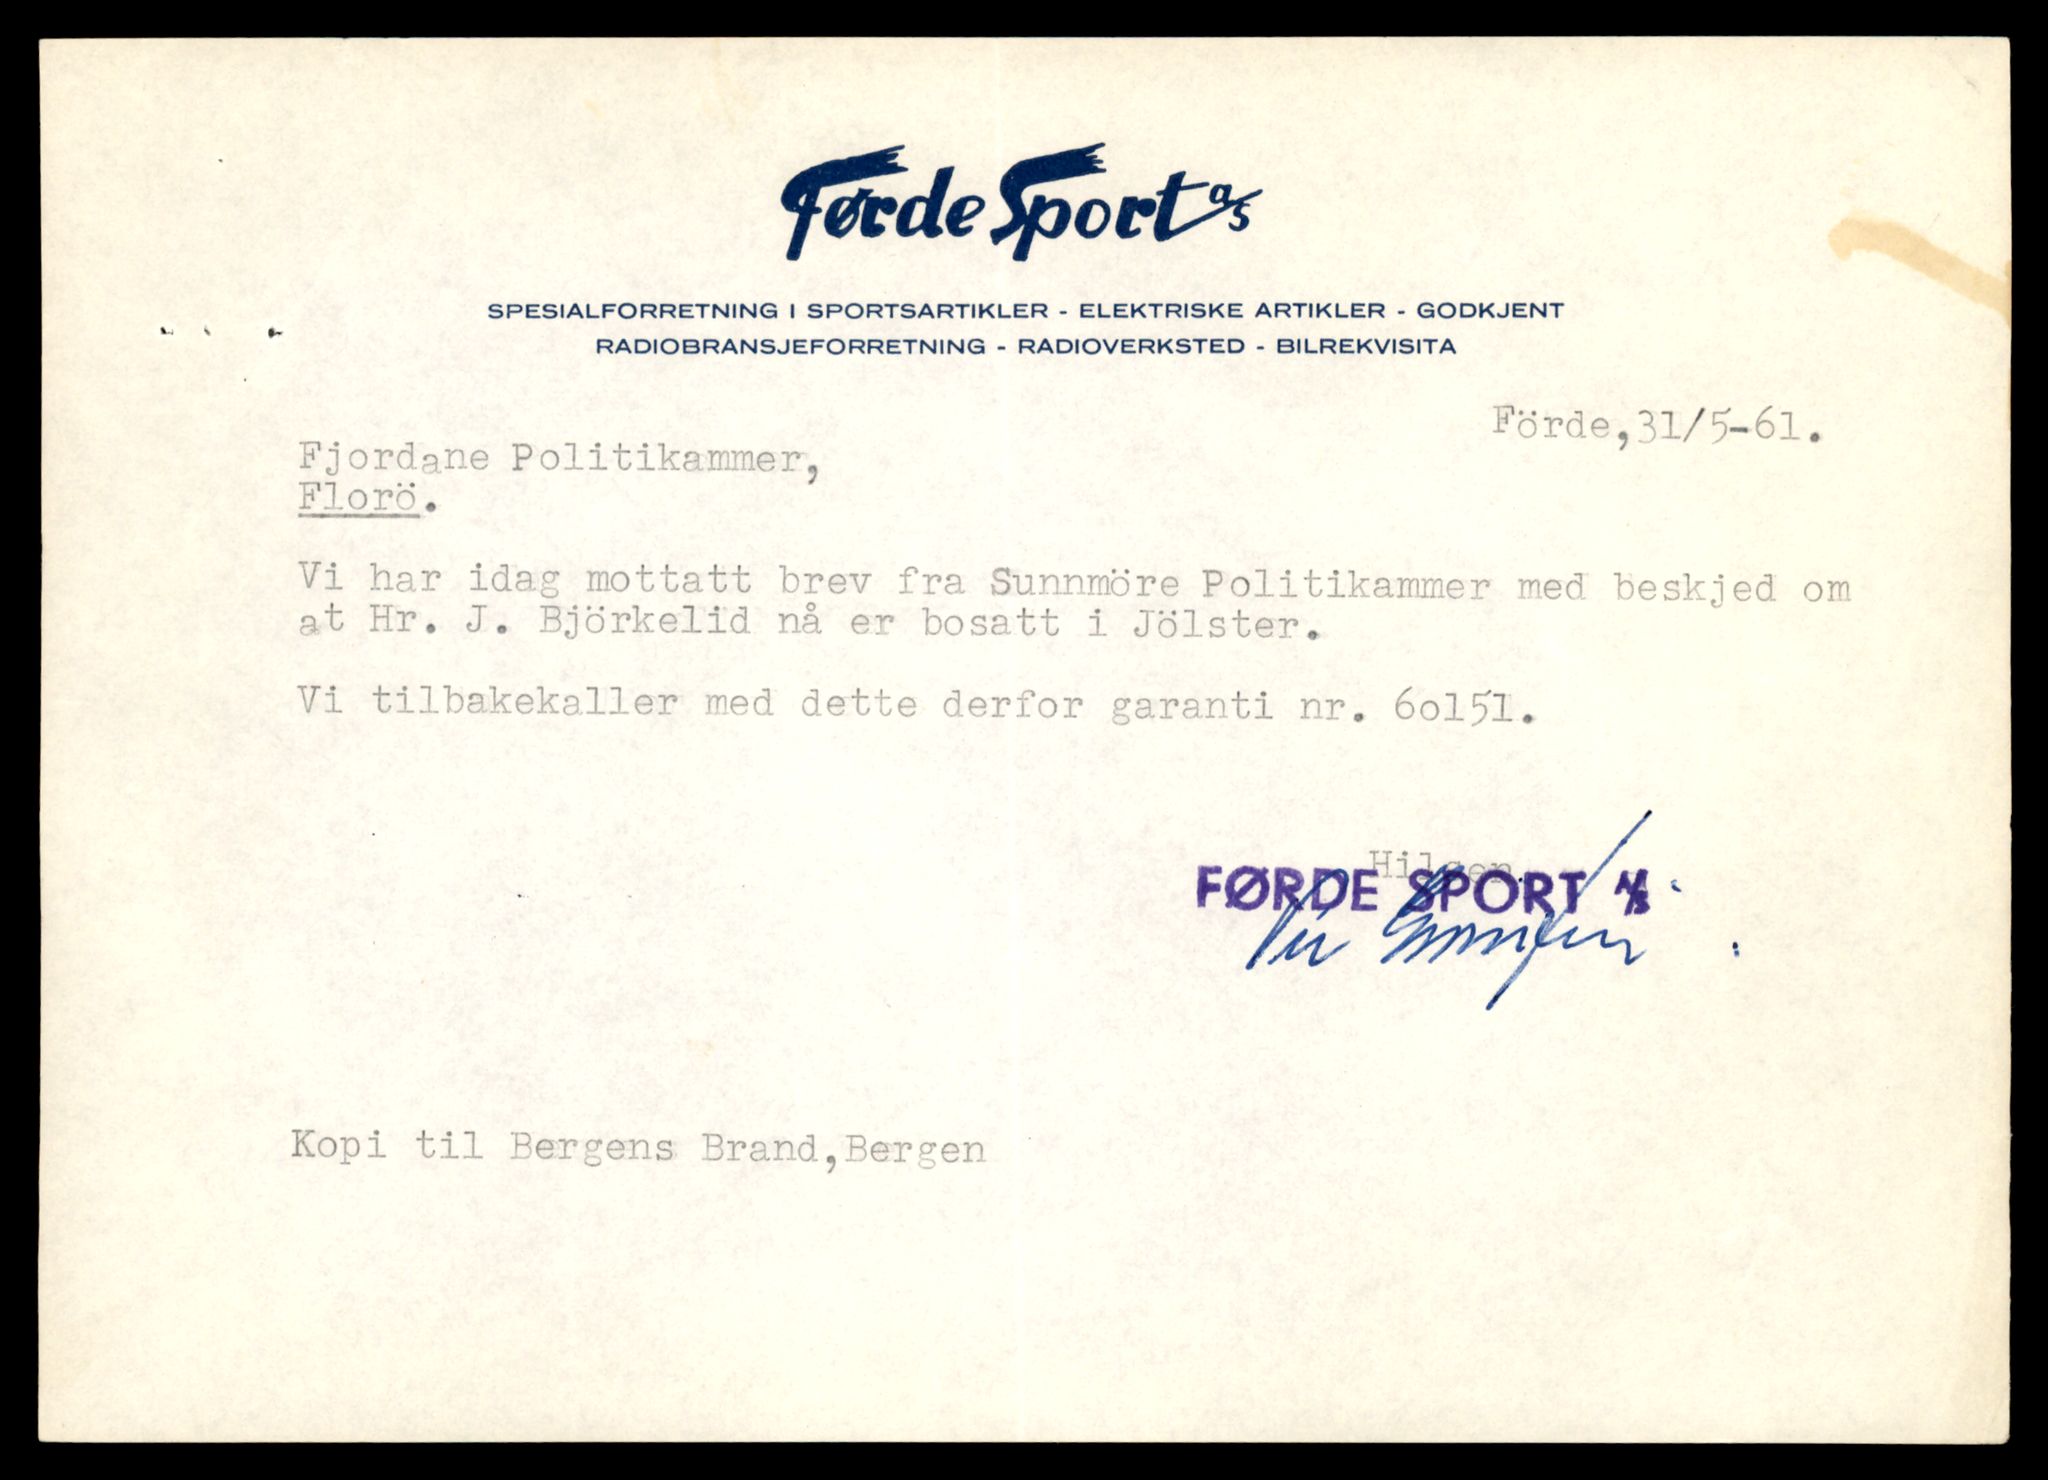 Førde Sport a/s
SPESIALFORRETNING I SPORTSARTIKLER - ELEKTRISKE ARTIKLER - GODKJENT
RADIOBRANSJEFORRETNING - RADIOVERKSTED - BILREKVISITA
Förde,31/5-61.
Fjordane Politikammer,
Florö.
Vi har idag mottatt brev fra Sunnmöre Politikammer med beskjed om
at Hr. J. Björkelid nå er bosatt i Jölster.
Vi tilbakekaller med dette derfor garanti nr. 6o151.
Hilsen
FØRDE SPORT A/S
Kopi til Bergens Brand,Bergen